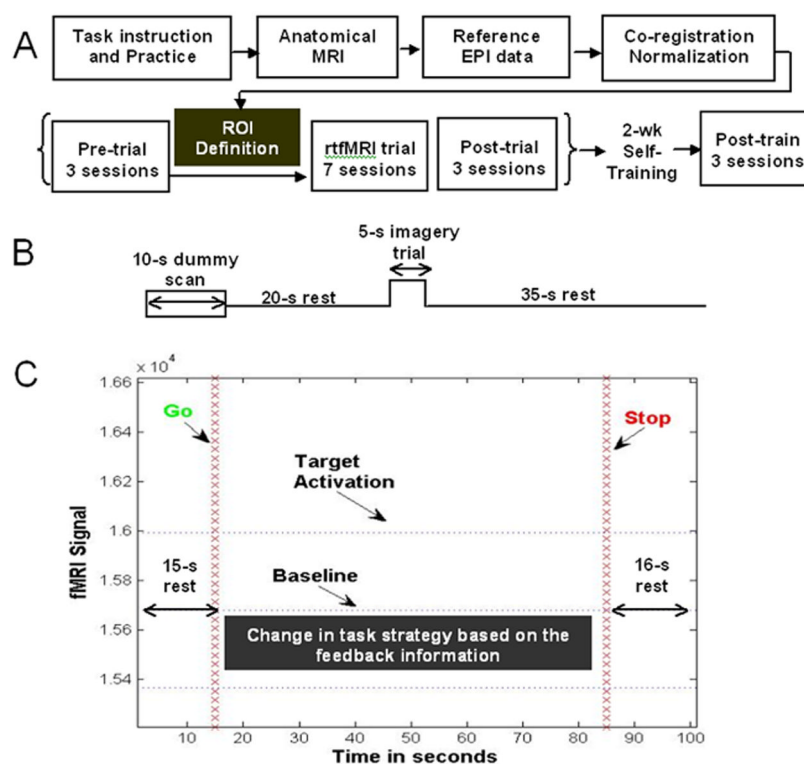 A
Task instruction
and Practice
Anatomical
MRI
Reference
EPI data
Co-registration
Normalization
Pre-trial
3 sessions
ROI
Definition
rtfMRI trial
7 sessions
Post-trial
3 sessions
2-wk
Self-
Training
Post-train
3 sessions
B
10-s dummy
scan
20-s rest
5-s imagery
trial
35-s rest
C
x 10⁴
1.66
1.64
1.62
1.6
1.58
1.56
1.54
fMRI Signal
Go
Stop
Target
Activation
15-s
rest
Baseline
16-s
rest
Change in task strategy based on the
feedback information
10 20 30 40 50 60 70 80 90 100
Time in seconds